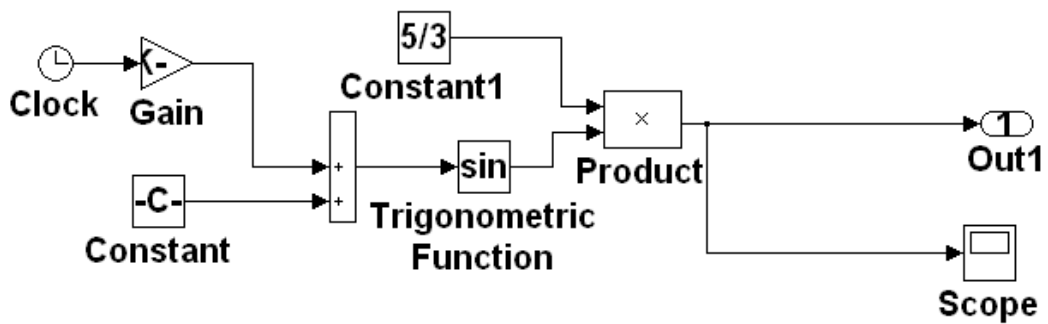 5/3
Constant1
K-
Clock
Gain
+
+
sin
×
Product
1
Out1
-C-
Constant
Trigonometric
Function
Scope